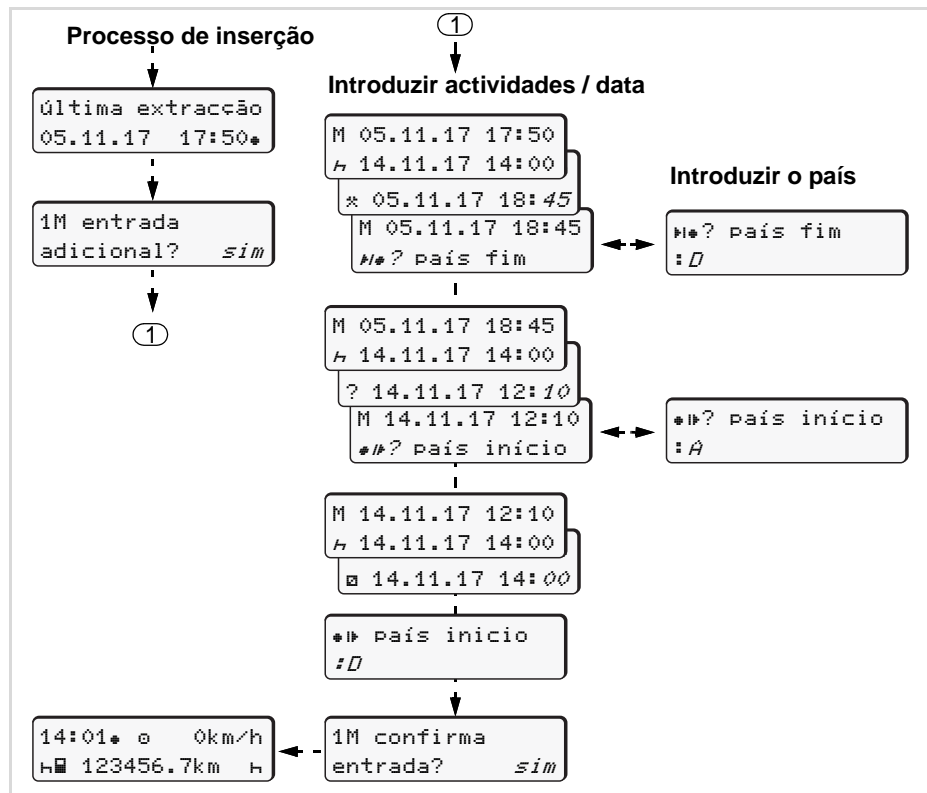 Processo de inserção
última extracção
05.11.17 17:50
1M entrada
adicional? sim
1
1
Introduzir actividades / data
M 05.11.17 17:50
14.11.17 14:00
05.11.17 18:45
M 05.11.17 18:45
? país fim
Introduzir o país
? país fim
:D
M 05.11.17 18:45
14.11.17 14:00
? 14.11.17 12:10
M 14.11.17 12:10
? país início
? país início
:A
M 14.11.17 12:10
14.11.17 14:00
14.11.17 14:00
país inicio
:D
1M confirma
entrada? sim
14:01 0km/h
123456.7km